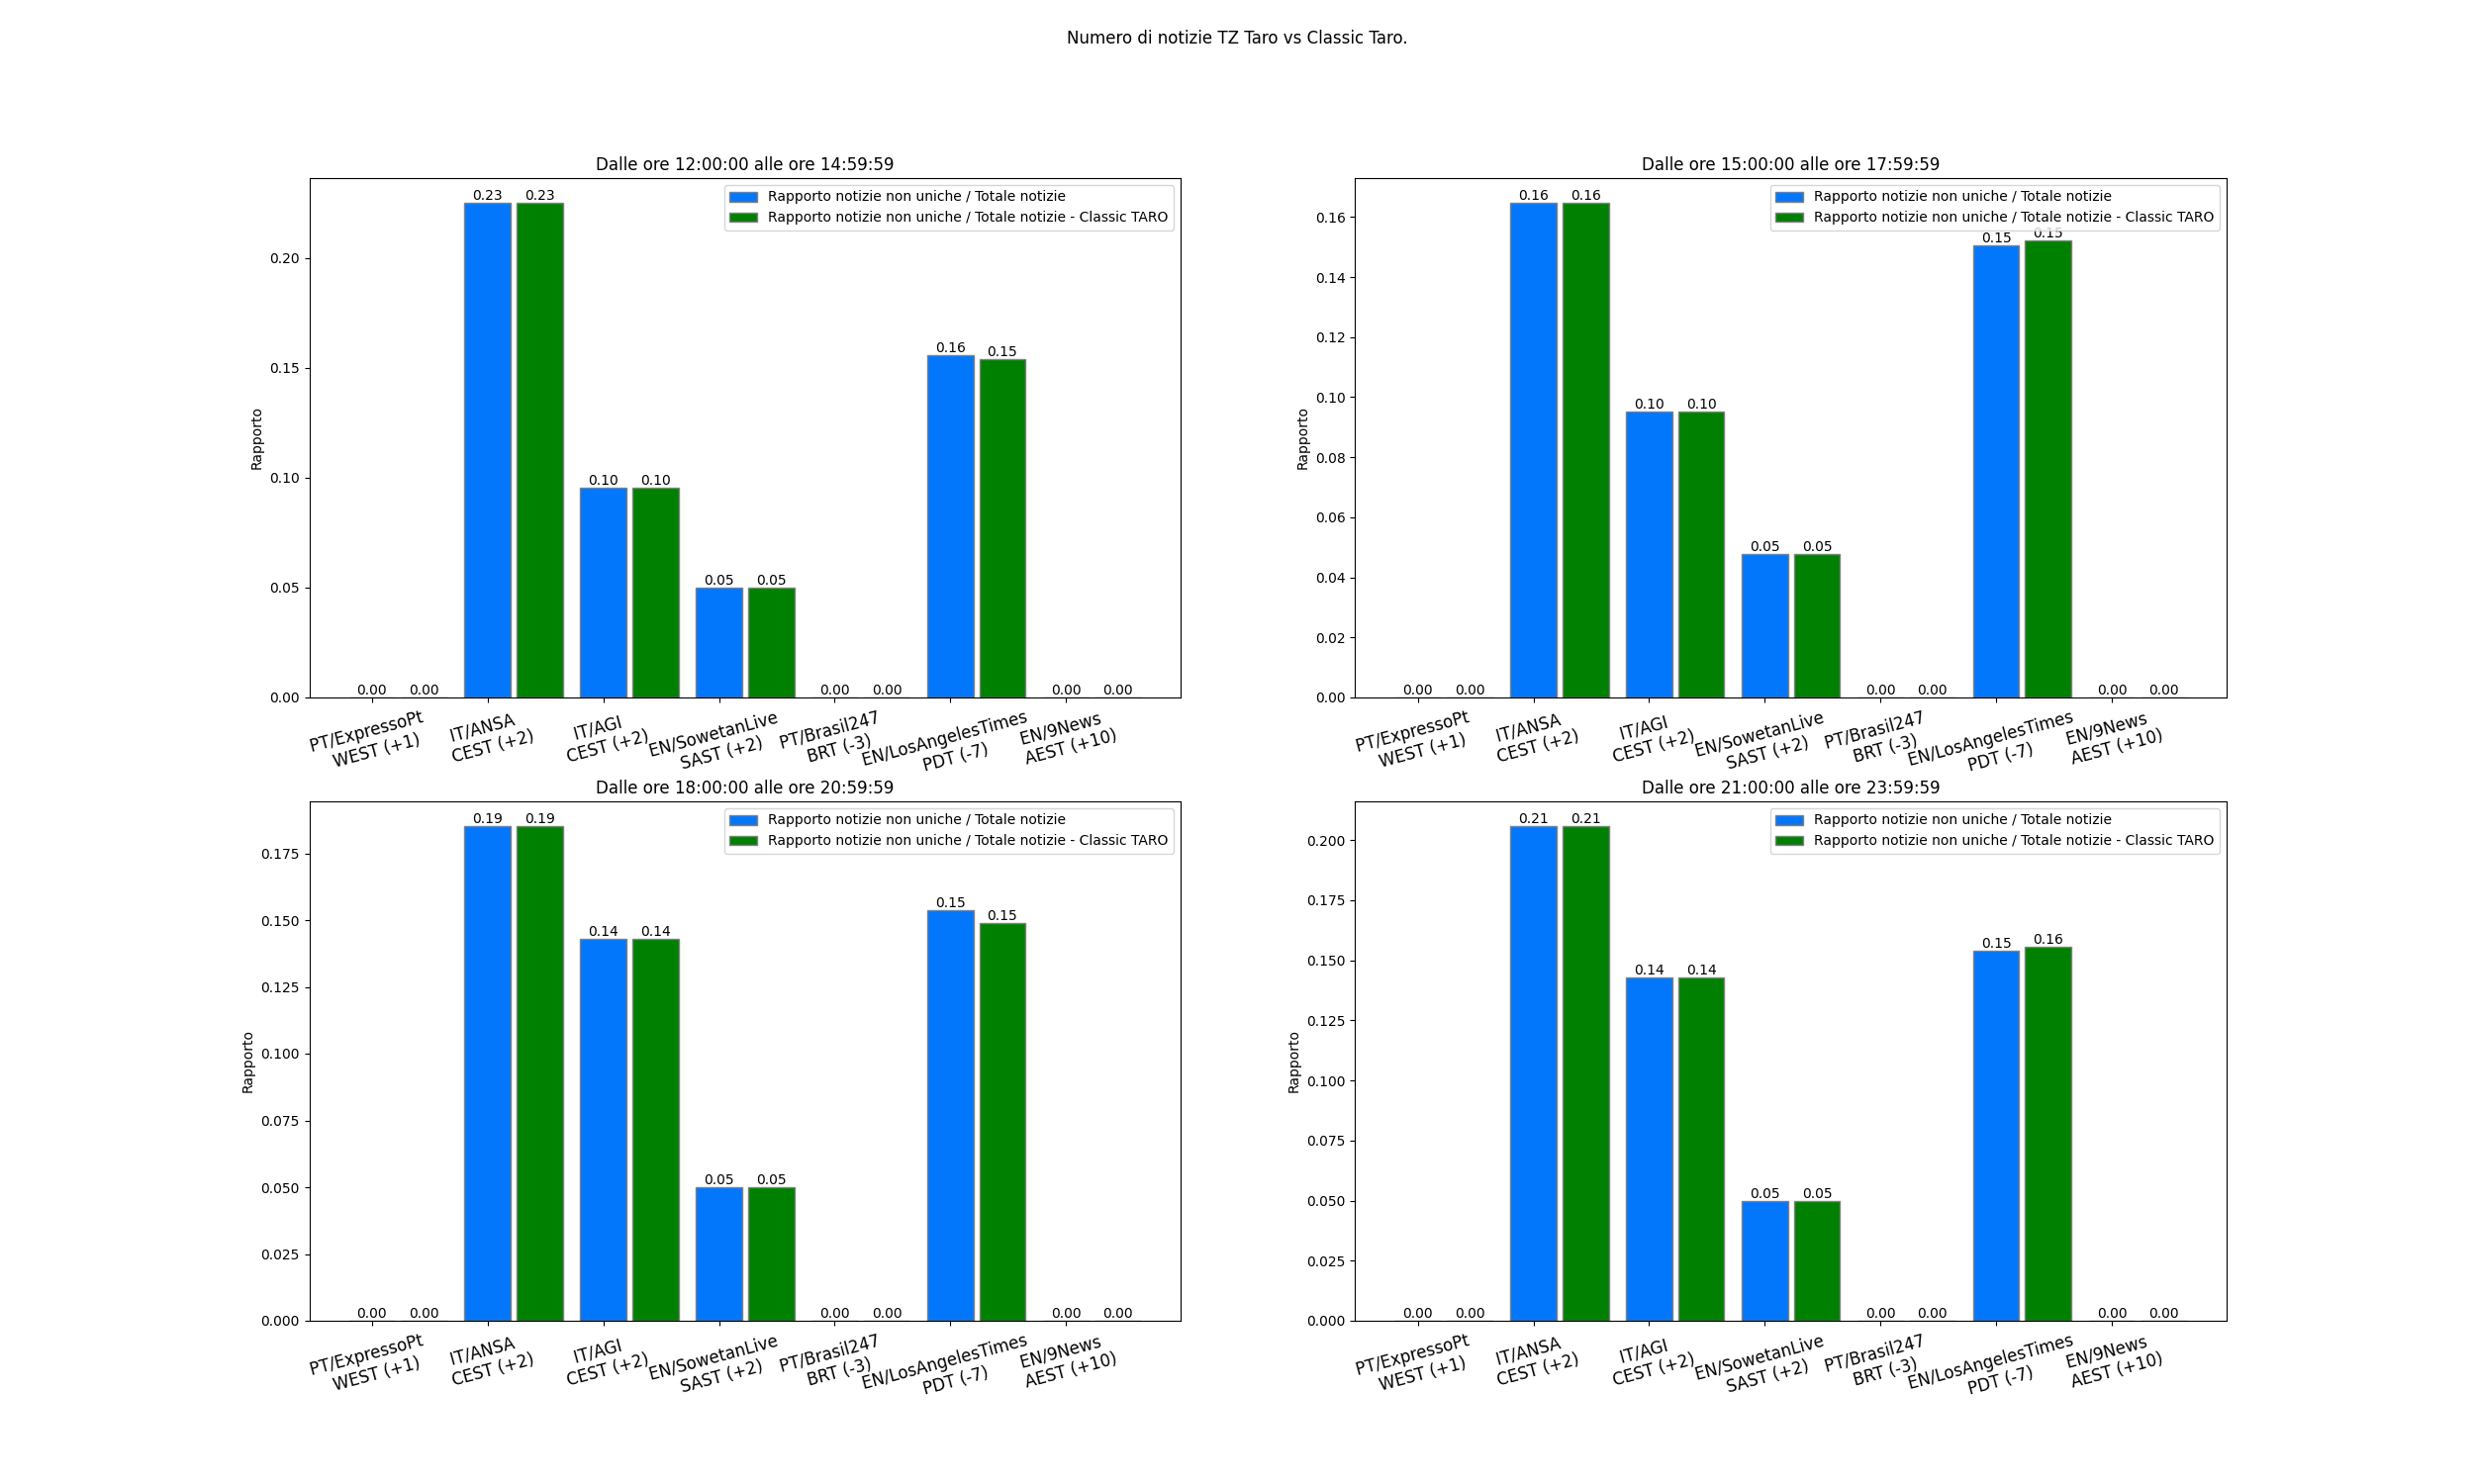 Numero di notizie TZ Taro vs Classic Taro.
Dalle ore 12:00:00 alle ore 14:59:59
Rapporto notizie non uniche / Totale notizie
Rapporto notizie non uniche / Totale notizie - Classic TARO
Rapporto
0.20
0.15
0.10
0.05
0.00
0.00 0.00 0.23 0.23 0.10 0.10 0.05 0.05 0.00 0.00 0.16 0.15 0.00 0.00
PT/ExpressoPt
WEST (+1)
IT/ANSA
CEST (+2)
IT/AGI
CEST (+2)
EN/SowetanLive
SAST (+2)
PT/Brasil247
BRT (-3)
EN/LosAngelesTimes
PDT (-7)
EN/9News
AEST (+10)
Dalle ore 15:00:00 alle ore 17:59:59
Rapporto notizie non uniche / Totale notizie
Rapporto notizie non uniche / Totale notizie - Classic TARO
Rapporto
0.16
0.14
0.12
0.10
0.08
0.06
0.04
0.02
0.00
0.00 0.00 0.16 0.16 0.10 0.10 0.05 0.05 0.00 0.00 0.15 0.15 0.00 0.00
PT/ExpressoPt
WEST (+1)
IT/ANSA
CEST (+2)
IT/AGI
CEST (+2)
EN/SowetanLive
SAST (+2)
PT/Brasil247
BRT (-3)
EN/LosAngelesTimes
PDT (-7)
EN/9News
AEST (+10)
Dalle ore 18:00:00 alle ore 20:59:59
Rapporto notizie non uniche / Totale notizie
Rapporto notizie non uniche / Totale notizie - Classic TARO
Rapporto
0.175
0.150
0.125
0.100
0.075
0.050
0.025
0.000
0.00 0.00 0.19 0.19 0.14 0.14 0.05 0.05 0.00 0.00 0.15 0.15 0.00 0.00
PT/ExpressoPt
WEST (+1)
IT/ANSA
CEST (+2)
IT/AGI
CEST (+2)
EN/SowetanLive
SAST (+2)
PT/Brasil247
BRT (-3)
EN/LosAngelesTimes
PDT (-7)
EN/9News
AEST (+10)
Dalle ore 21:00:00 alle ore 23:59:59
Rapporto notizie non uniche / Totale notizie
Rapporto notizie non uniche / Totale notizie - Classic TARO
Rapporto
0.200
0.175
0.150
0.125
0.100
0.075
0.050
0.025
0.000
0.00 0.00 0.21 0.21 0.14 0.14 0.05 0.05 0.00 0.00 0.15 0.16 0.00 0.00
PT/ExpressoPt
WEST (+1)
IT/ANSA
CEST (+2)
IT/AGI
CEST (+2)
EN/SowetanLive
SAST (+2)
PT/Brasil247
BRT (-3)
EN/LosAngelesTimes
PDT (-7)
EN/9News
AEST (+10)